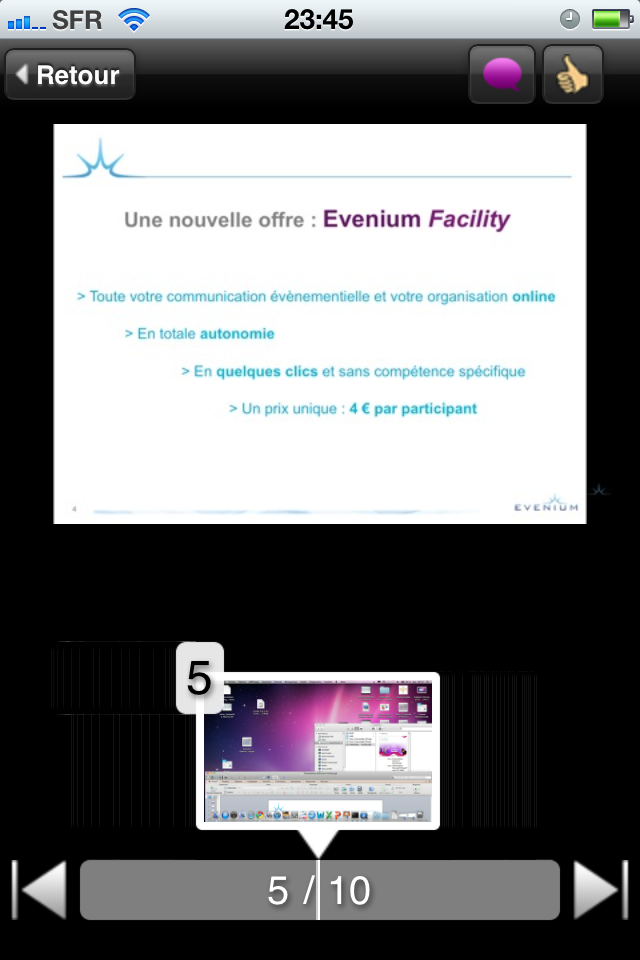 SFR 23:45
Retour
Une nouvelle offre : Evenium Facility
> Toute votre communication évènementielle et votre organisation online
> En totale autonomie
> En quelques clics et sans compétence spécifique
> Un prix unique : 4 € par participant
4
EVENIUM
5
5 / 10